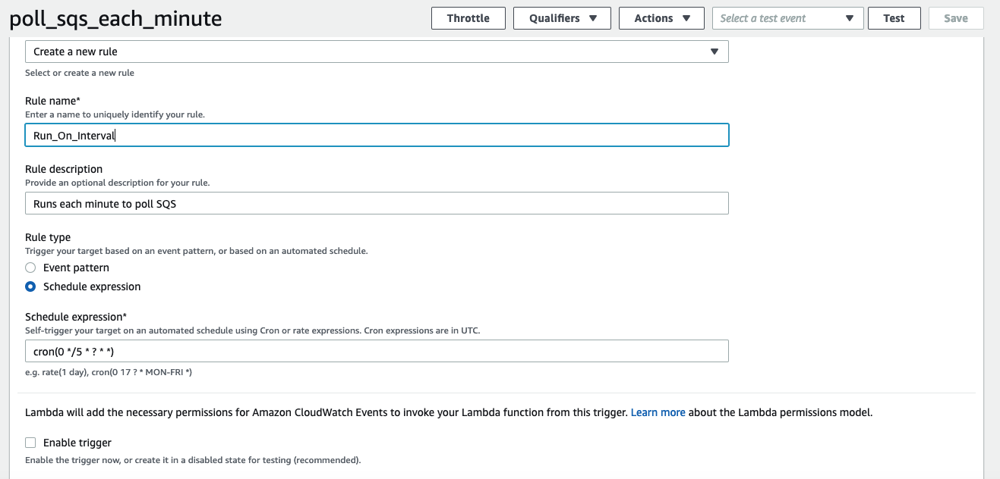 poll_sqs_each_minute
Throttle
Qualifiers
Actions
Select a test event
Test
Save
Create a new rule
Select or create a new rule
Rule name*
Enter a name to uniquely identify your rule.
Run_On_Interval
Rule description
Provide an optional description for your rule.
Runs each minute to poll SQS
Rule type
Trigger your target based on an event pattern, or based on an automated schedule.
Event pattern
Schedule expression
Schedule expression*
Self-trigger your target on an automated schedule using Cron or rate expressions. Cron expressions are in UTC.
cron(0 */5 * ? * *)
e.g. rate(1 day), cron(0 17 ? * MON-FRI *)
Lambda will add the necessary permissions for Amazon CloudWatch Events to invoke your Lambda function from this trigger. Learn more about the Lambda permissions model.
Enable trigger
Enable the trigger now, or create it in a disabled state for testing (recommended).